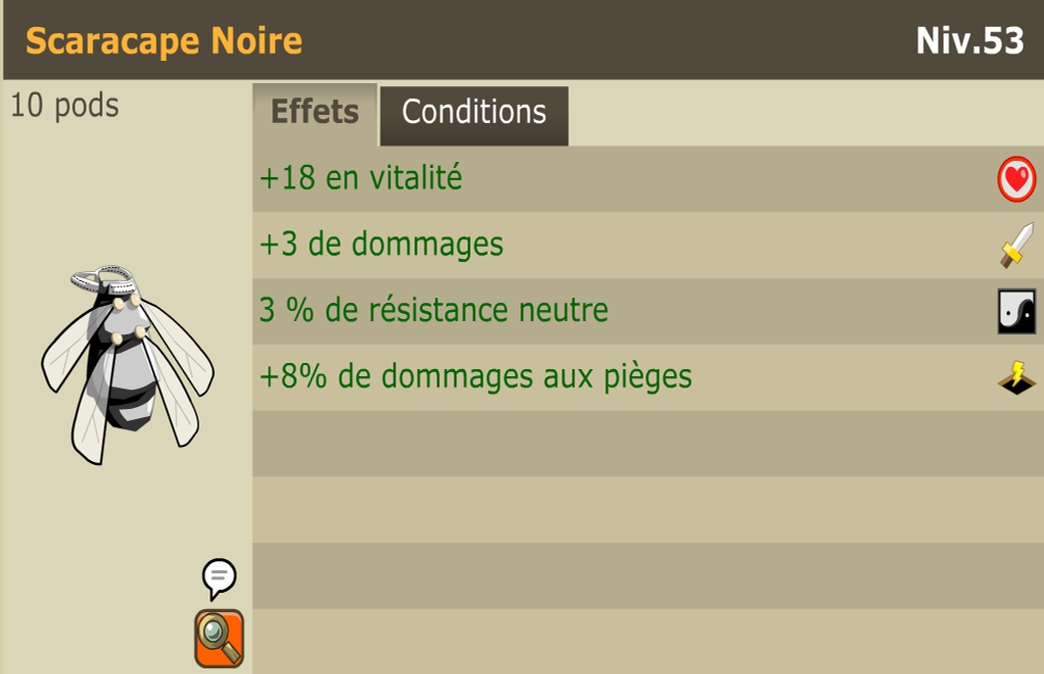 Scaracape Noire
Niv.53
10 pods
Effets
Conditions
+18 en vitalité
+3 de dommages
3 % de résistance neutre
+8% de dommages aux pièges